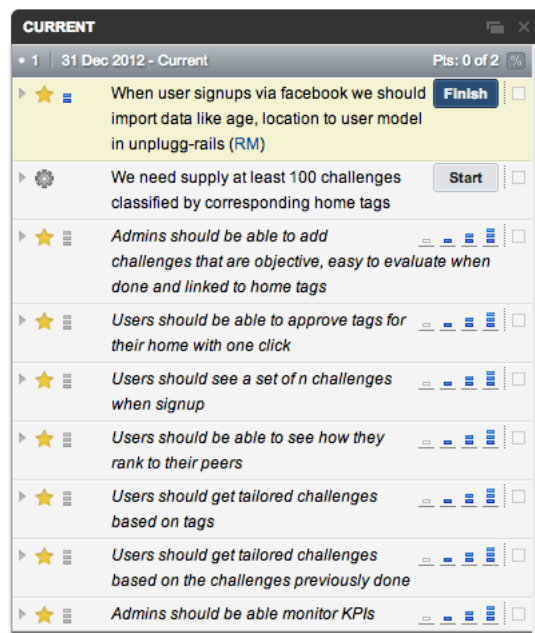 CURRENT
1 31 Dec 2012 - Current Pts: 0 of 2 %
When user signups via facebook we should Finish
import data like age, location to user model
in unplugg-rails (RM)
We need supply at least 100 challenges Start
classified by corresponding home tags
Admins should be able to add
challenges that are objective, easy to evaluate when
done and linked to home tags
Users should be able to approve tags for
their home with one click
Users should see a set of n challenges
when signup
Users should be able to see how they
rank to their peers
Users should get tailored challenges
based on tags
Users should get tailored challenges
based on the challenges previously done
Admins should be able monitor KPIs